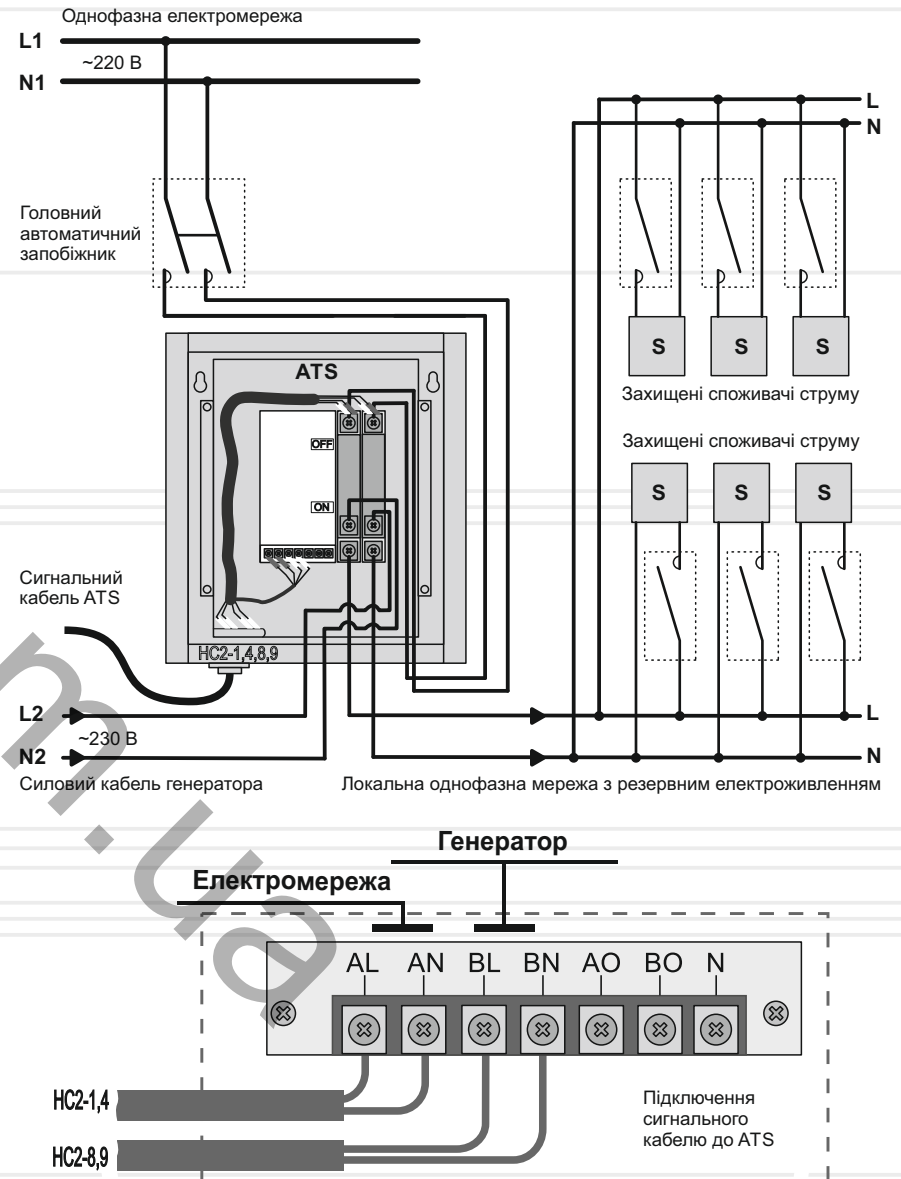 Однофазна електромережа
L1
~220 В
N1
L
N
Головний
автоматичний
запобіжник
S S S
Захищені споживачі струму
ATS
OFF
ON
Захищені споживачі струму
S S S
Сигнальний
кабель ATS
HC2-1,4,8,9
L2
~230 В
N2
L
N
Силовий кабель генератора
Локальна однофазна мережа з резервним електроживленням
Генератор
Електромережа
AL AN BL BN AO BO N
HC2-1,4
HC2-8,9
Підключення
сигнального
кабелю до ATS
m.ua